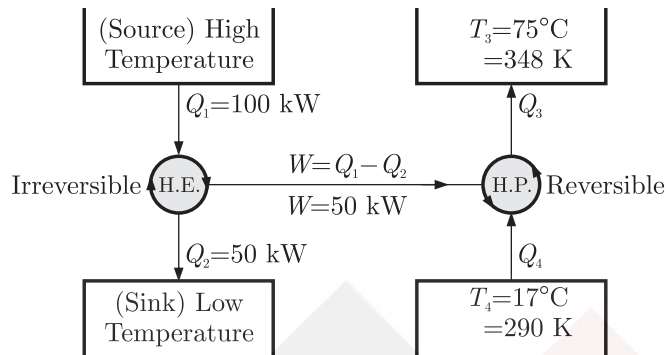 (Source) High
Temperature
T₃=75°C
=348 K
Q₁=100 kW
Q₃
Irreversible
H.E.
W=Q₁−Q₂
W=50 kW
H.P.
Reversible
Q₂=50 kW
Q₄
(Sink) Low
Temperature
T₄=17°C
=290 K